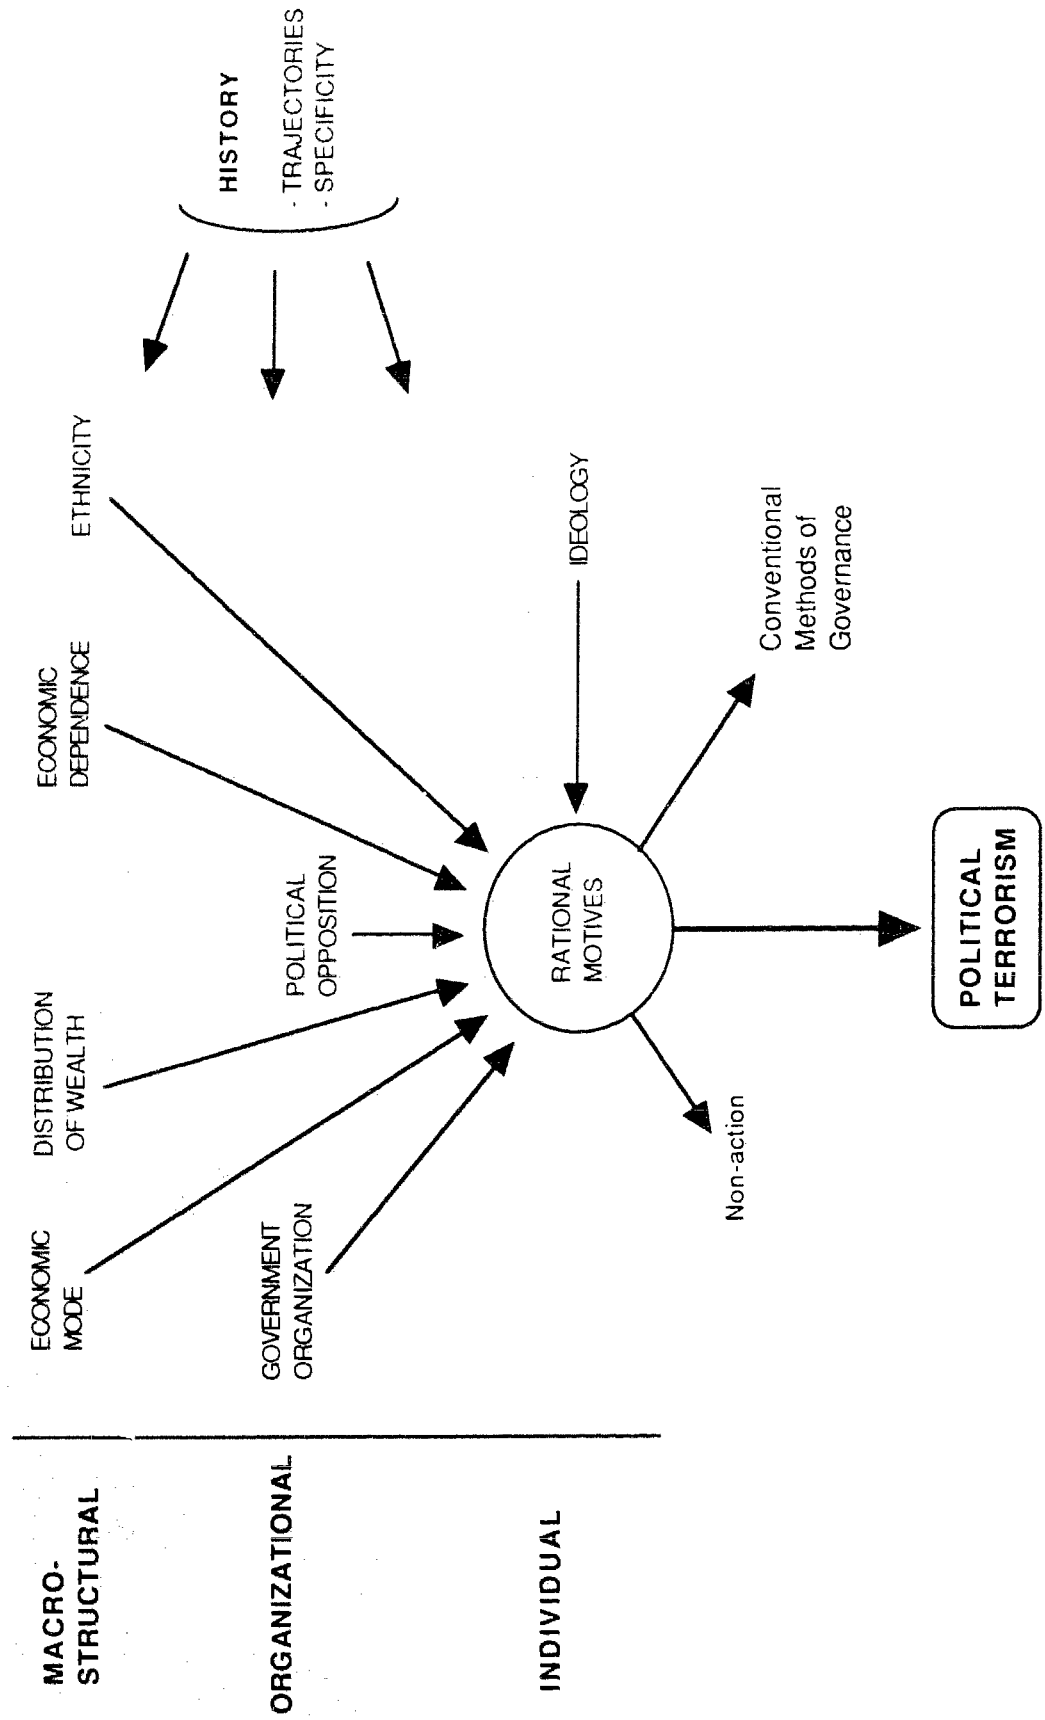 MACRO-
STRUCTURAL
ECONOMIC
MODE
DISTRIBUTION
OF WEALTH
ECONOMIC
DEPENDENCE
ETHNICITY
HISTORY
- TRAJECTORIES
- SPECIFICITY
ORGANIZATIONAL
GOVERNMENT
ORGANIZATION
POLITICAL
OPPOSITION
INDIVIDUAL
RATIONAL
MOTIVES
IDEOLOGY
Non-action
Conventional
Methods of
Governance
POLITICAL
TERRORISM